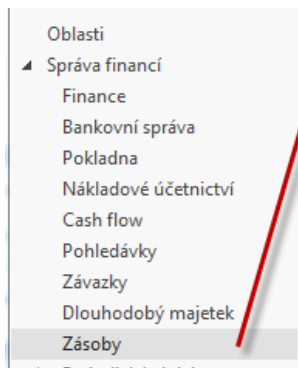 Oblasti
Správa financí
Finance
Bankovní správa
Pokladna
Nákladové účetnictví
Cash flow
Pohledávky
Závazky
Dlouhodobý majetek
Zásoby